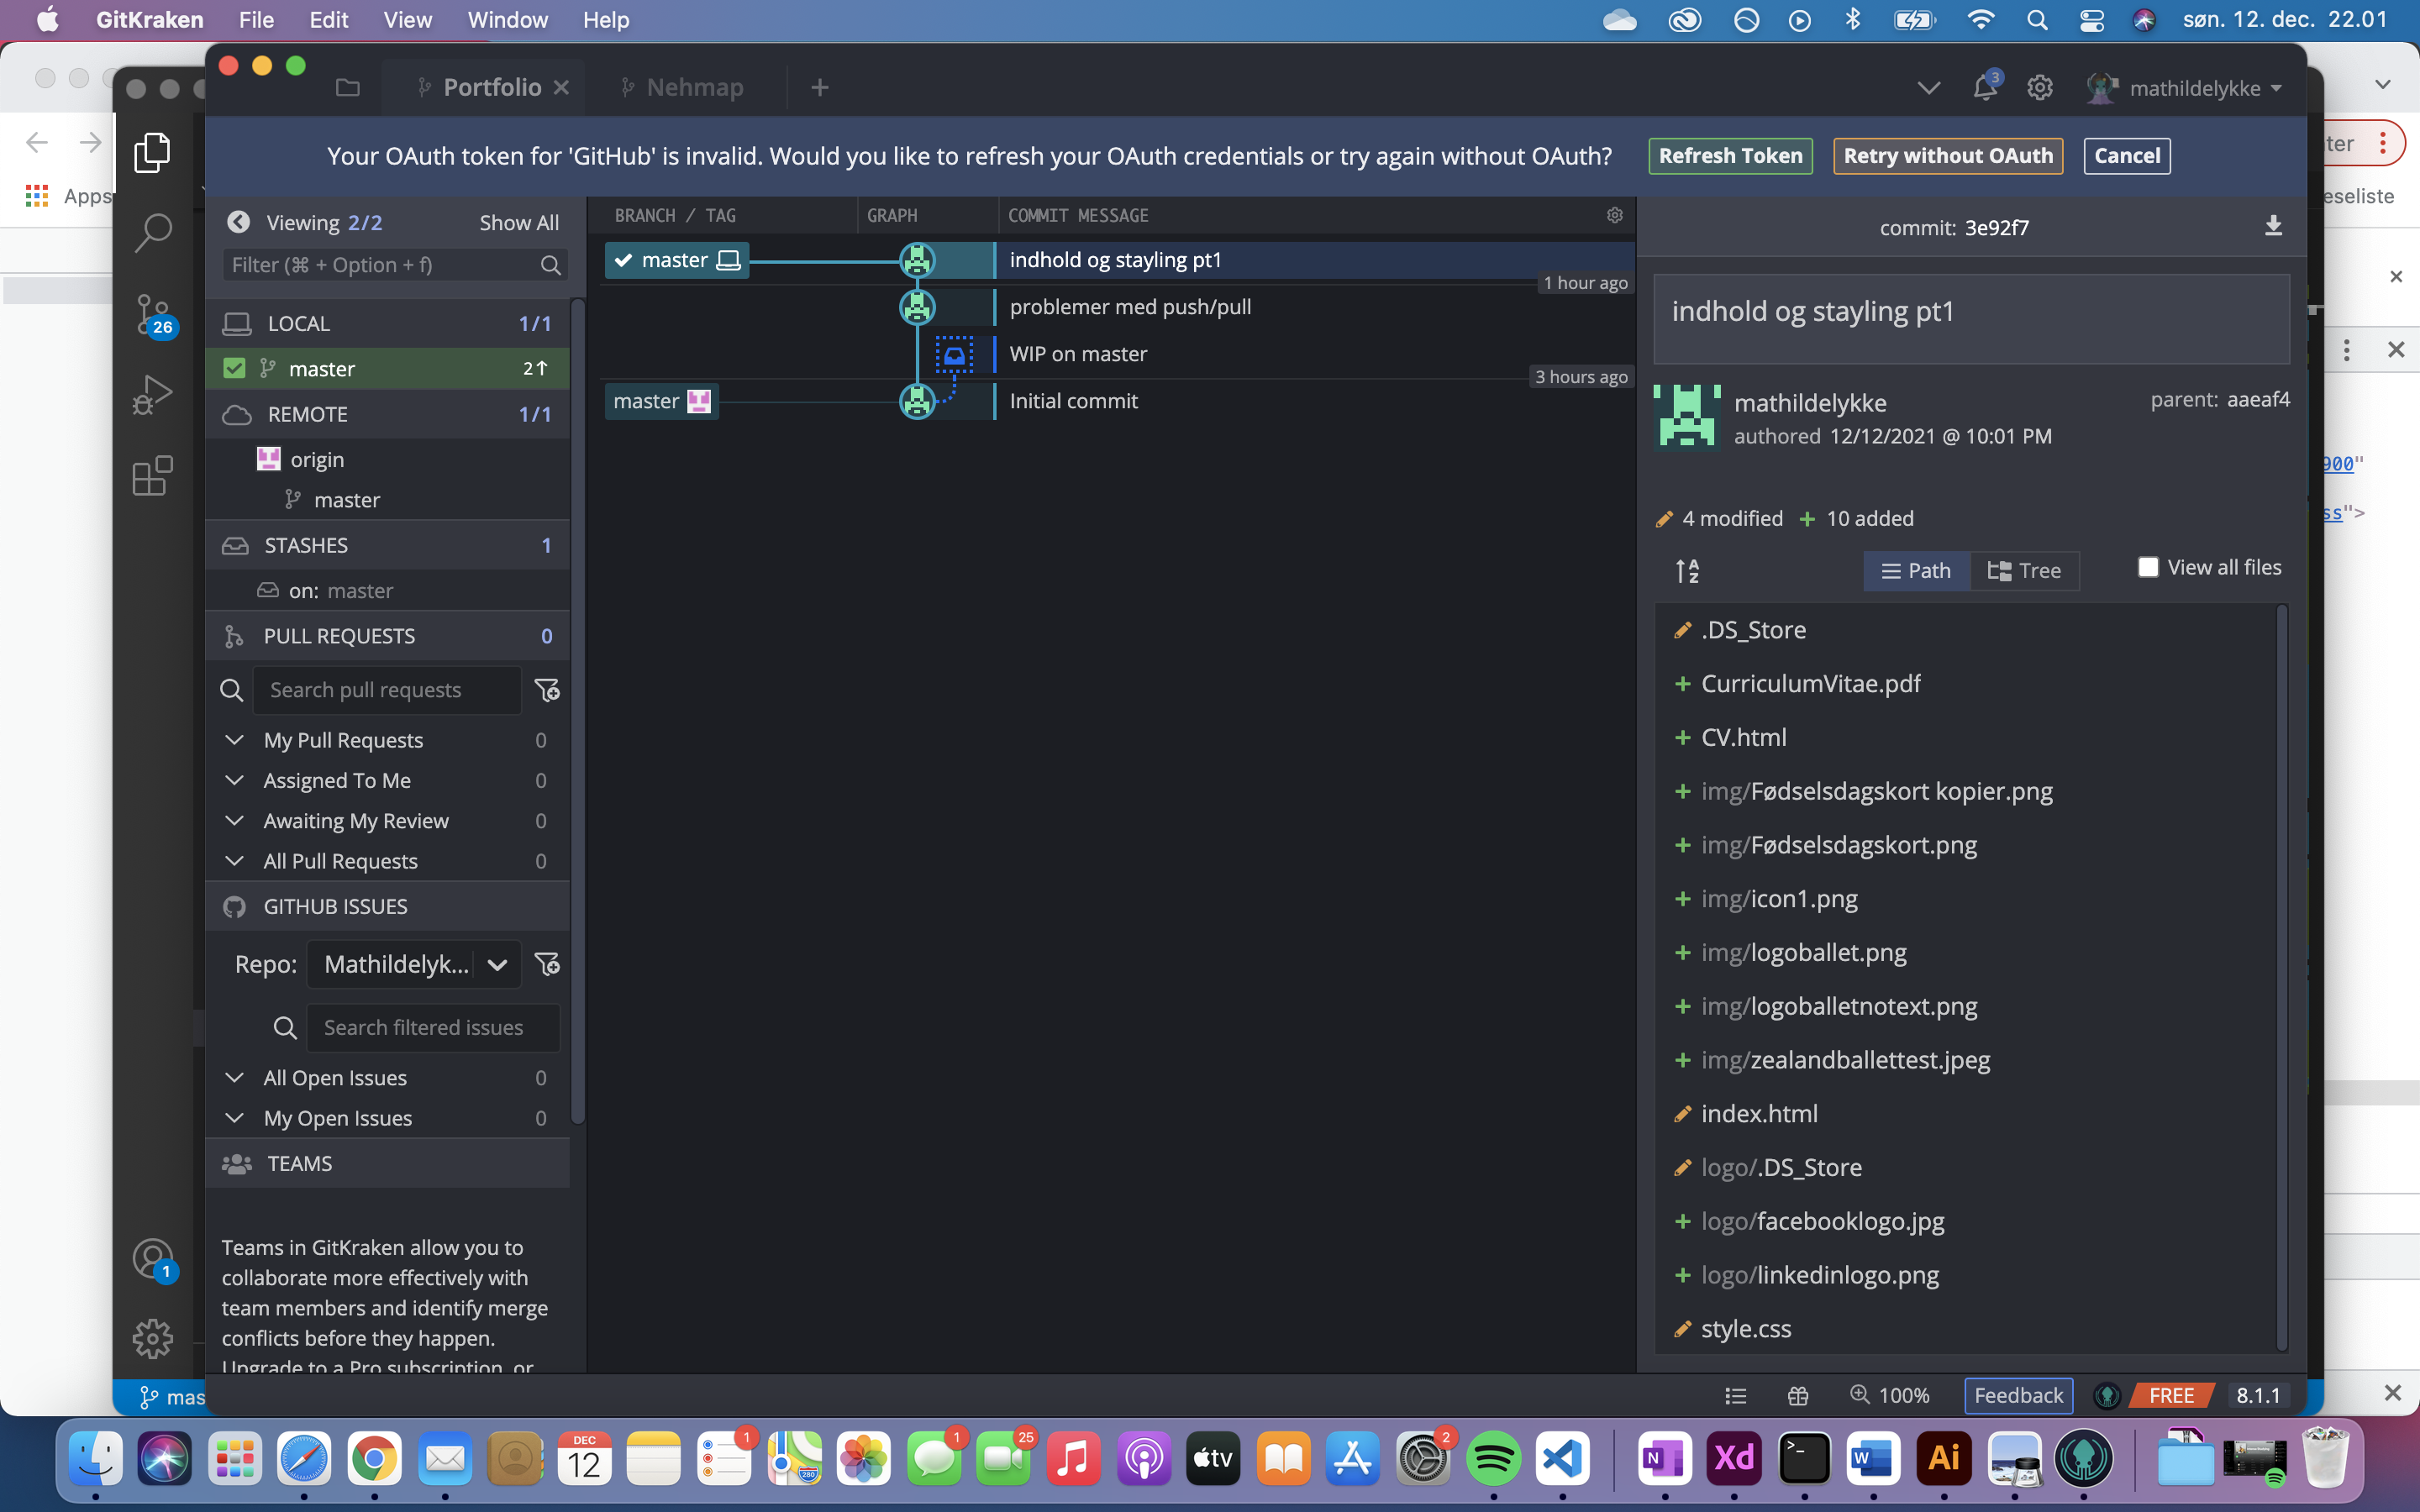 GitKraken File Edit View Window Help
søn. 12. dec. 22.01
Portfolio
Nehmap
3
mathildelykke
Your OAuth token for 'GitHub' is invalid. Would you like to refresh your OAuth credentials or try again without OAuth?
Refresh Token
Retry without OAuth
Cancel
Apps
Viewing 2/2
Show All
Filter (⌘ + Option + f)
LOCAL 1/1
master 2↑
REMOTE 1/1
origin
master
STASHES 1
on: master
PULL REQUESTS 0
Search pull requests
My Pull Requests 0
Assigned To Me 0
Awaiting My Review 0
All Pull Requests 0
GITHUB ISSUES
Repo: Mathildelyk...
Search filtered issues
All Open Issues 0
My Open Issues 0
TEAMS
Teams in GitKraken allow you to
collaborate more effectively with
team members and identify merge
conflicts before they happen.
Upgrade to a Pro subscription, or
26
1
mas
BRANCH / TAG
GRAPH
COMMIT MESSAGE
master
indhold og stayling pt1
1 hour ago
problemer med push/pull
WIP on master
3 hours ago
master
Initial commit
commit: 3e92f7
indhold og stayling pt1
mathildelykke
parent: aaeaf4
authored 12/12/2021 @ 10:01 PM
4 modified
10 added
Path
Tree
View all files
.DS_Store
CurriculumVitae.pdf
CV.html
img/Fødselsdagskort kopier.png
img/Fødselsdagskort.png
img/icon1.png
img/logoballet.png
img/logoballetnotext.png
img/zealandballettest.jpeg
index.html
logo/.DS_Store
logo/facebooklogo.jpg
logo/linkedinlogo.png
style.css
ter
eseliste
900"
ss">
100%
Feedback
FREE
8.1.1
DEC
12
1
280
1
25
tv
2
N
Xd
>_
W
Ai